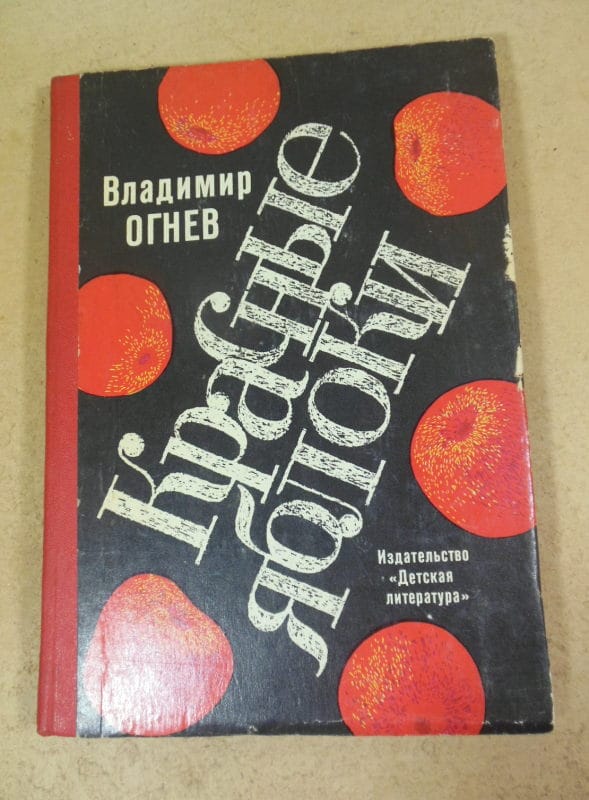 Владимир
ОГНЕВ
Красные
яблоки
Издательство
«Детская
литература»